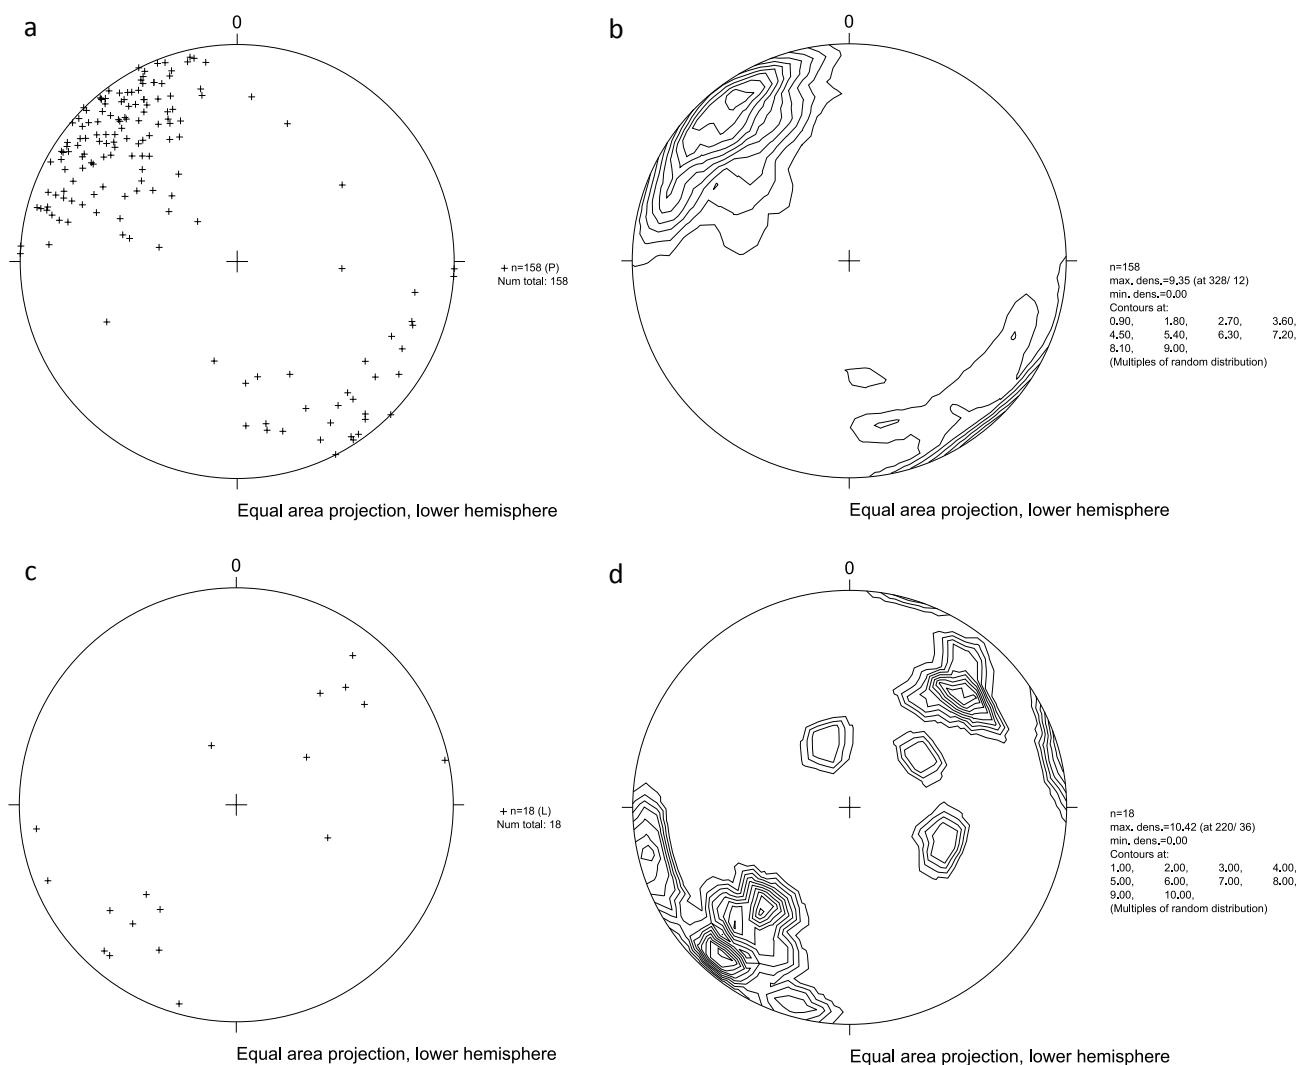 a
0
+ n=158 (P)
Num total: 158
Equal area projection, lower hemisphere
b
0
n=158
max. dens.=9.35 (at 328/ 12)
min. dens.=0.00
Contours at:
0.90, 1.80, 2.70, 3.60,
4.50, 5.40, 6.30, 7.20,
8.10, 9.00,
(Multiples of random distribution)
Equal area projection, lower hemisphere
c
0
+ n=18 (L)
Num total: 18
Equal area projection, lower hemisphere
d
0
n=18
max. dens.=10.42 (at 220/ 36)
min. dens.=0.00
Contours at:
1.00, 2.00, 3.00, 4.00,
5.00, 6.00, 7.00, 8.00,
9.00, 10.00,
(Multiples of random distribution)
Equal area projection, lower hemisphere